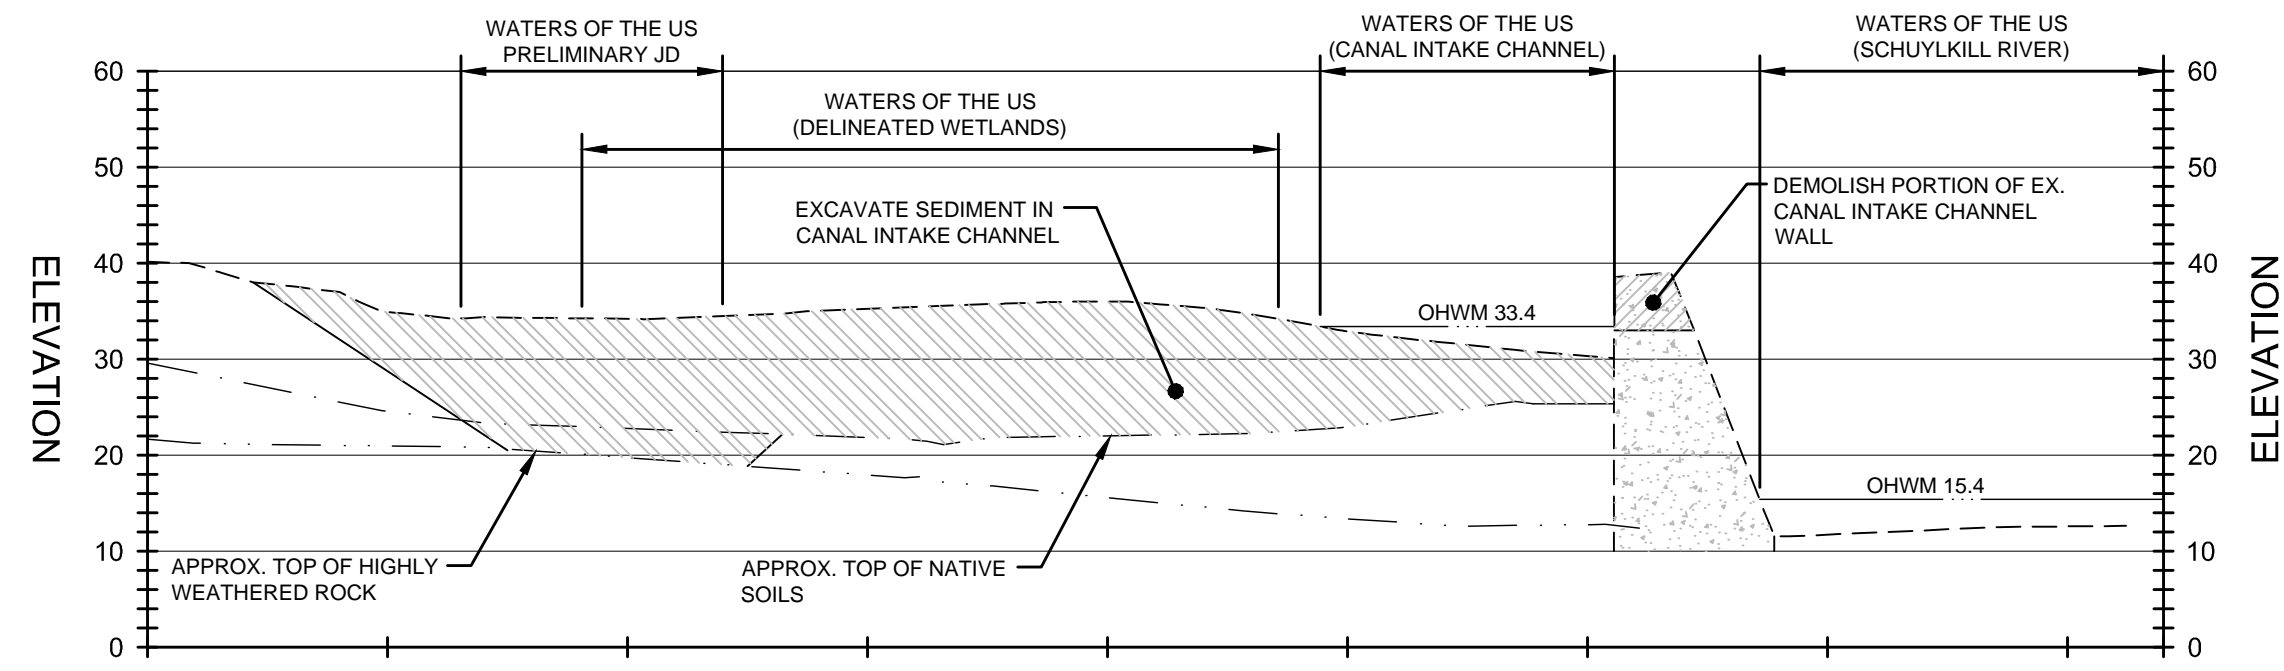 WATERS OF THE US
PRELIMINARY JD
WATERS OF THE US
(DELINEATED WETLANDS)
WATERS OF THE US
(CANAL INTAKE CHANNEL)
WATERS OF THE US
(SCHUYLKILL RIVER)
60
50
40
30
20
10
0
ELEVATION
EXCAVATE SEDIMENT IN
CANAL INTAKE CHANNEL
DEMOLISH PORTION OF EX.
CANAL INTAKE CHANNEL
WALL
OHWM 33.4
OHWM 15.4
APPROX. TOP OF HIGHLY
WEATHERED ROCK
APPROX. TOP OF NATIVE
SOILS
60
50
40
30
20
10
0
ELEVATION